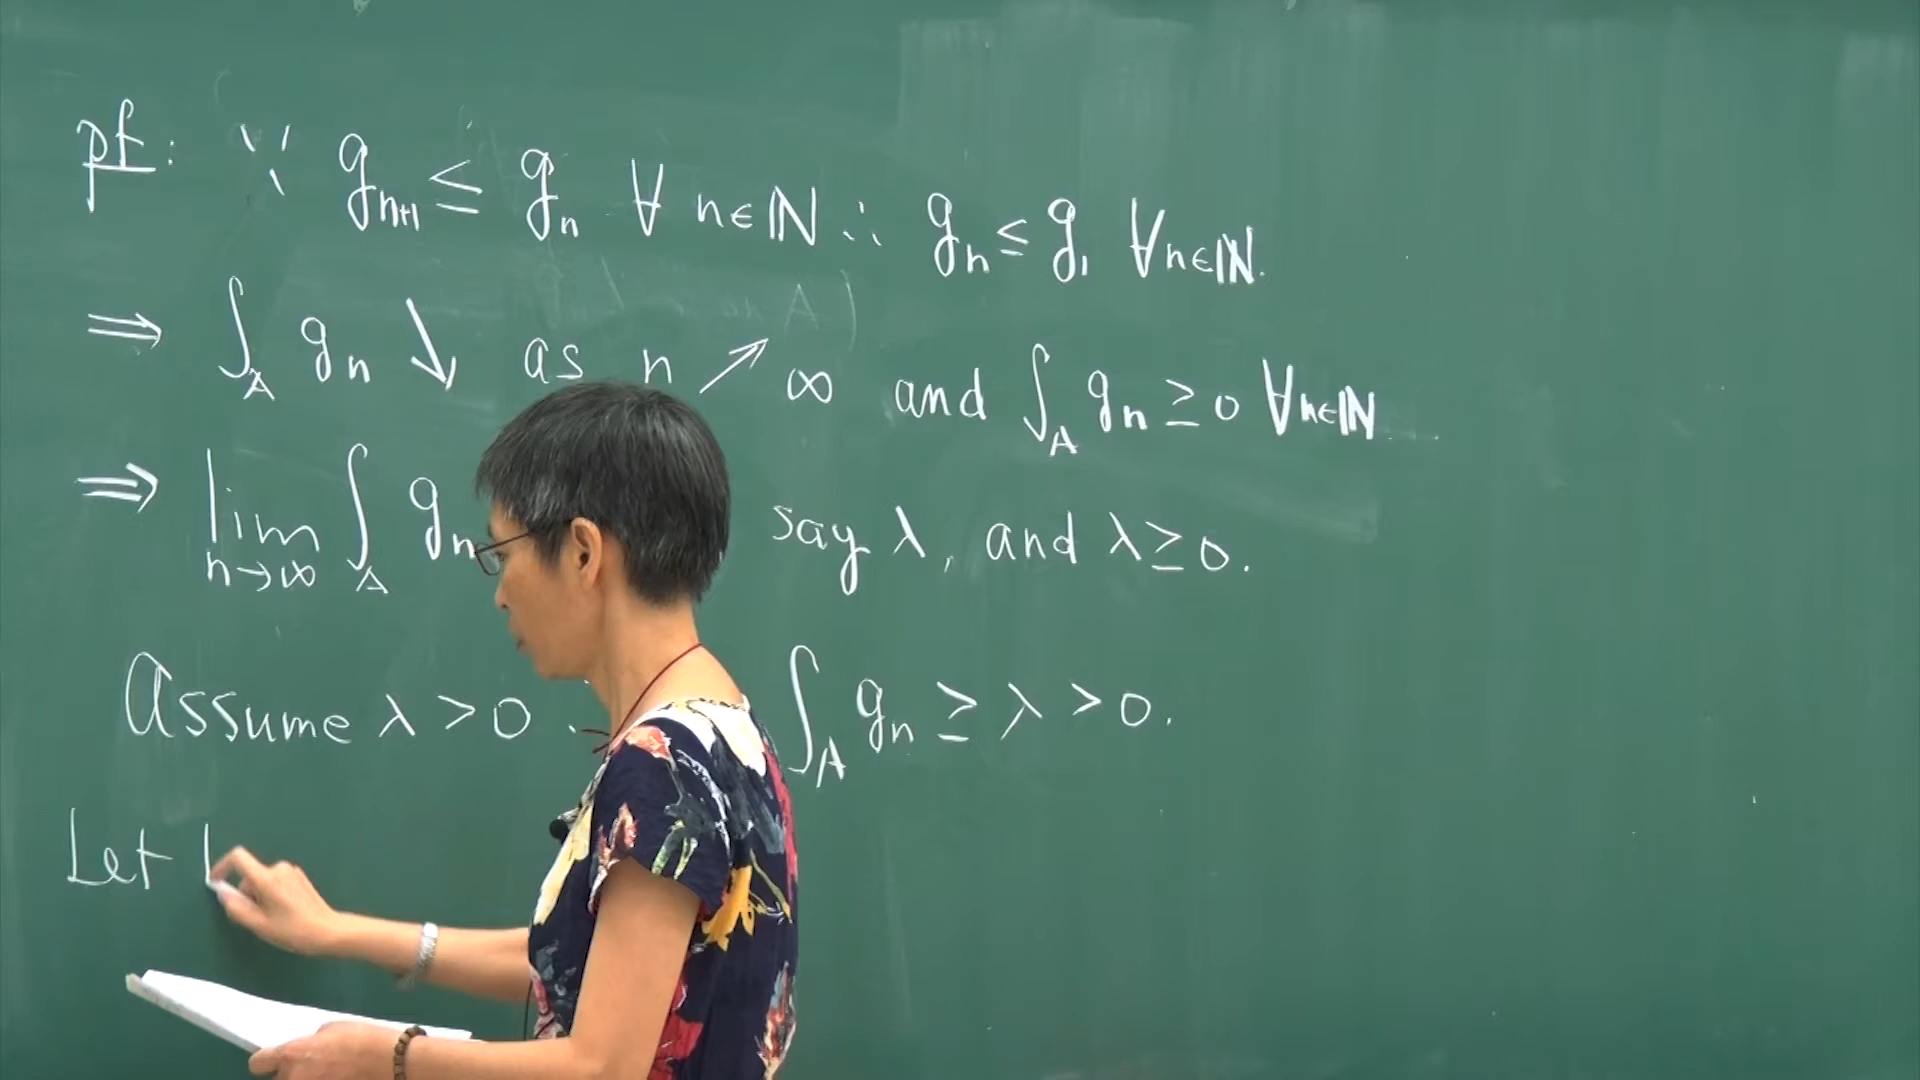 pf: ∵ gₙ₊₁ ≤ gₙ ∀ n∈ℕ ∴ gₙ ≤ g₁ ∀n∈ℕ.
⇒ ∫_A gₙ ↘ as n ↗ ∞ and ∫_A gₙ ≥ 0 ∀n∈ℕ
⇒ lim_{n→∞} ∫_A gₙ say λ, and λ ≥ 0.
Assume λ > 0. ∫_A gₙ ≥ λ > 0.
Let